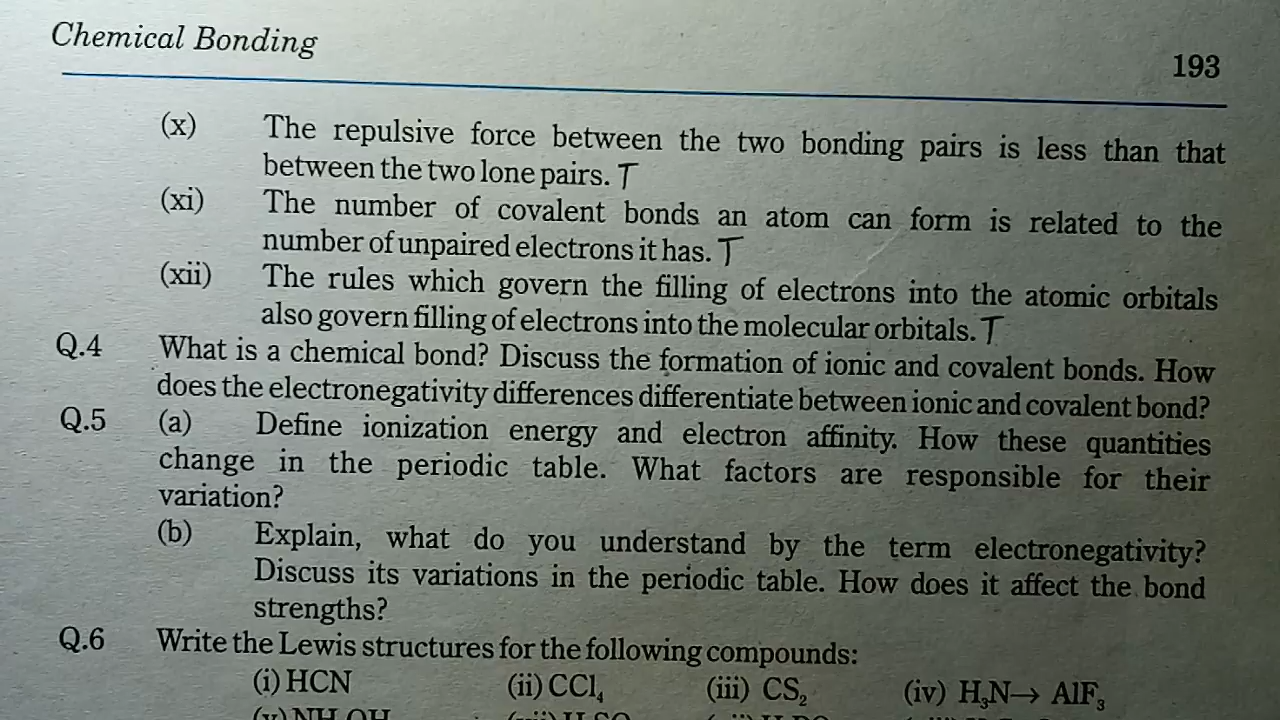 Chemical Bonding
193
(x) The repulsive force between the two bonding pairs is less than that
between the two lone pairs. T
(xi) The number of covalent bonds an atom can form is related to the
number of unpaired electrons it has. T
(xii) The rules which govern the filling of electrons into the atomic orbitals
also govern filling of electrons into the molecular orbitals. T
Q.4 What is a chemical bond? Discuss the formation of ionic and covalent bonds. How
does the electronegativity differences differentiate between ionic and covalent bond?
Q.5 (a) Define ionization energy and electron affinity. How these quantities
change in the periodic table. What factors are responsible for their
variation?
(b) Explain, what do you understand by the term electronegativity?
Discuss its variations in the periodic table. How does it affect the bond
strengths?
Q.6 Write the Lewis structures for the following compounds:
(i) HCN (ii) CCl₄ (iii) CS₂ (iv) H₃N→ AlF₃
(v) NH